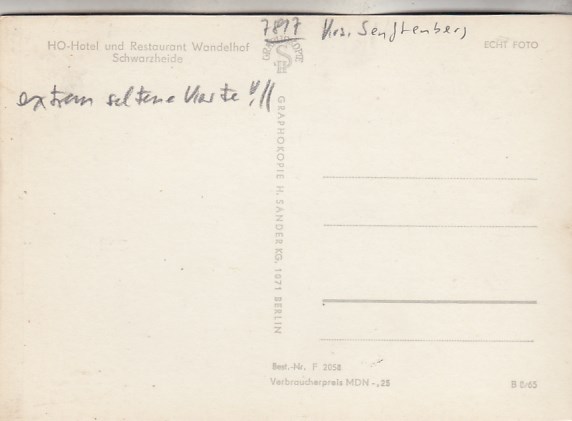 7817 Krs. Senftenberg
HO-Hotel und Restaurant Wandelhof
Schwarzheide
ECHT FOTO
extrem seltene Karte !!!
GRAPHOKOPIE H. SANDER KG, 1071 BERLIN
Best.-Nr. F 2058
Verbraucherpreis MDN -,25
B 8/65